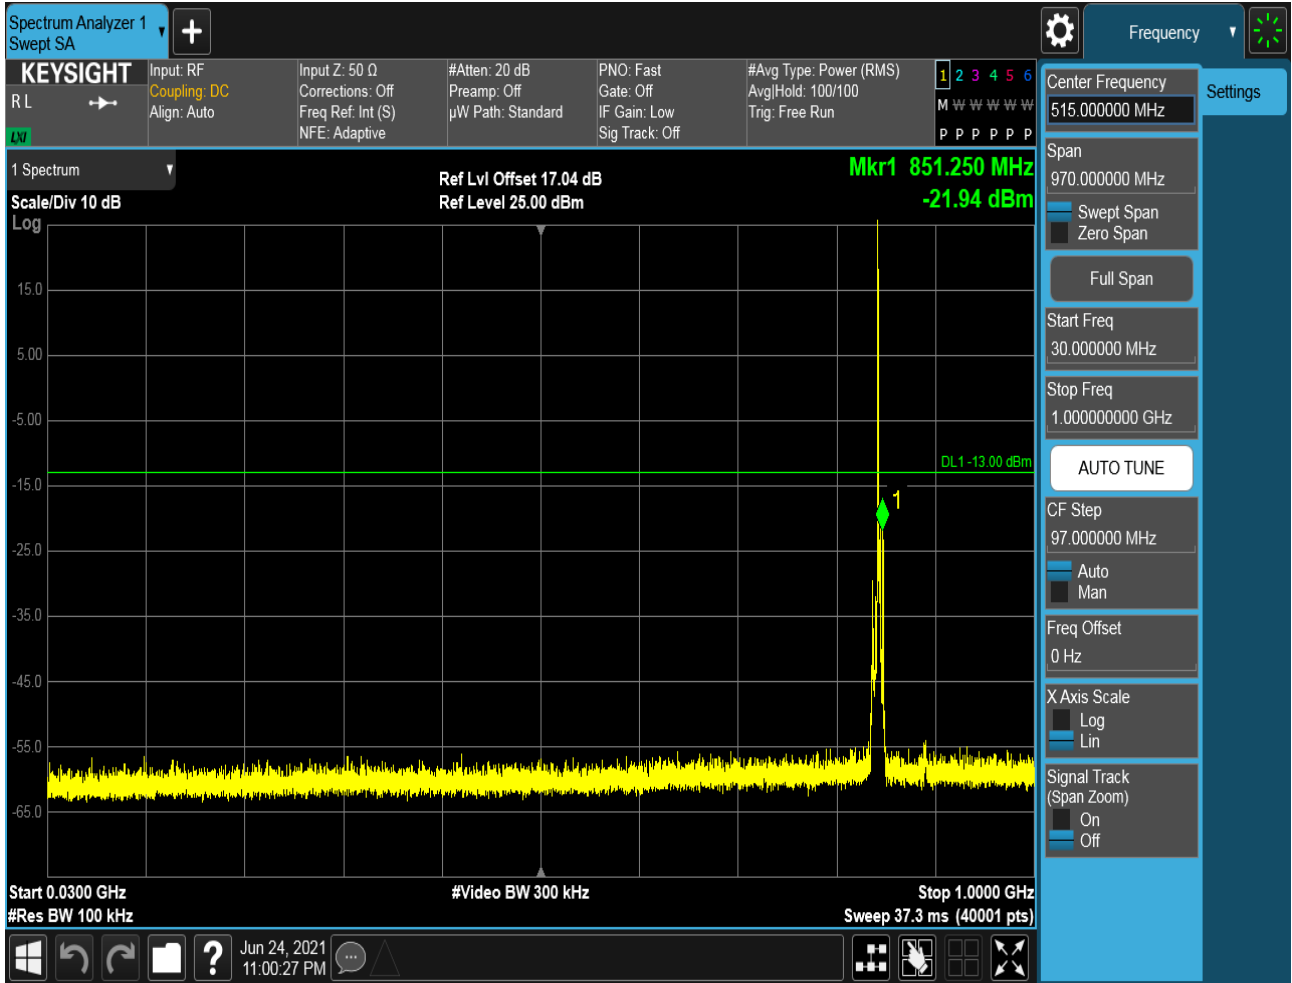 Spectrum Analyzer 1
Swept SA
Frequency
KEYSIGHT
R L
LXI
Input: RF
Coupling: DC
Align: Auto
Input Z: 50 Ω
Corrections: Off
Freq Ref: Int (S)
NFE: Adaptive
#Atten: 20 dB
Preamp: Off
µW Path: Standard
PNO: Fast
Gate: Off
IF Gain: Low
Sig Track: Off
#Avg Type: Power (RMS)
Avg|Hold: 100/100
Trig: Free Run
1 2 3 4 5 6
M W W W W W
P P P P P P
1 Spectrum
Scale/Div 10 dB
Log
Ref Lvl Offset 17.04 dB
Ref Level 25.00 dBm
Mkr1 851.250 MHz
-21.94 dBm
15.0
5.00
-5.00
-15.0
-25.0
-35.0
-45.0
-55.0
-65.0
DL1 -13.00 dBm
1
Start 0.0300 GHz
#Res BW 100 kHz
#Video BW 300 kHz
Stop 1.0000 GHz
Sweep 37.3 ms (40001 pts)
Center Frequency
515.000000 MHz
Settings
Span
970.000000 MHz
Swept Span
Zero Span
Full Span
Start Freq
30.000000 MHz
Stop Freq
1.000000000 GHz
AUTO TUNE
CF Step
97.000000 MHz
Auto
Man
Freq Offset
0 Hz
X Axis Scale
Log
Lin
Signal Track
(Span Zoom)
On
Off
?
Jun 24, 2021
11:00:27 PM